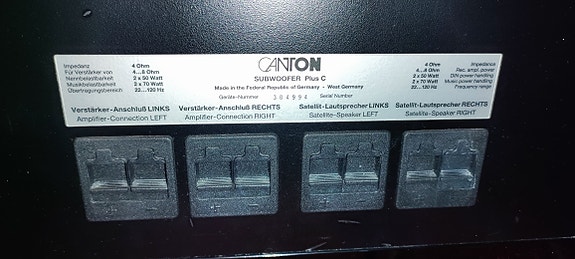 CANTON
SUBWOOFER Plus C
Made in the Federal Republic of Germany - West Germany
Geräte-Nummer 384994 Serial Number
Impedanz 4 Ohm
Für Verstärker von 4...8 Ohm
Nennbelastbarkeit 2 x 50 Watt
Musikbelastbarkeit 2 x 70 Watt
Übertragungsbereich 22...120 Hz
4 Ohm Impedance
4...8 Ohm Rec. ampl. power
2 x 50 Watt DIN-power handling
2 x 70 Watt Music power handling
22...120 Hz Frequency range
Verstärker-Anschluß LINKS
Amplifier-Connection LEFT
Verstärker-Anschluß RECHTS
Amplifier-Connection RIGHT
Satellit-Lautsprecher LINKS
Satellite-Speaker LEFT
Satellit-Lautsprecher RECHTS
Satellite-Speaker RIGHT
+ -
+ -
+ -
+ -